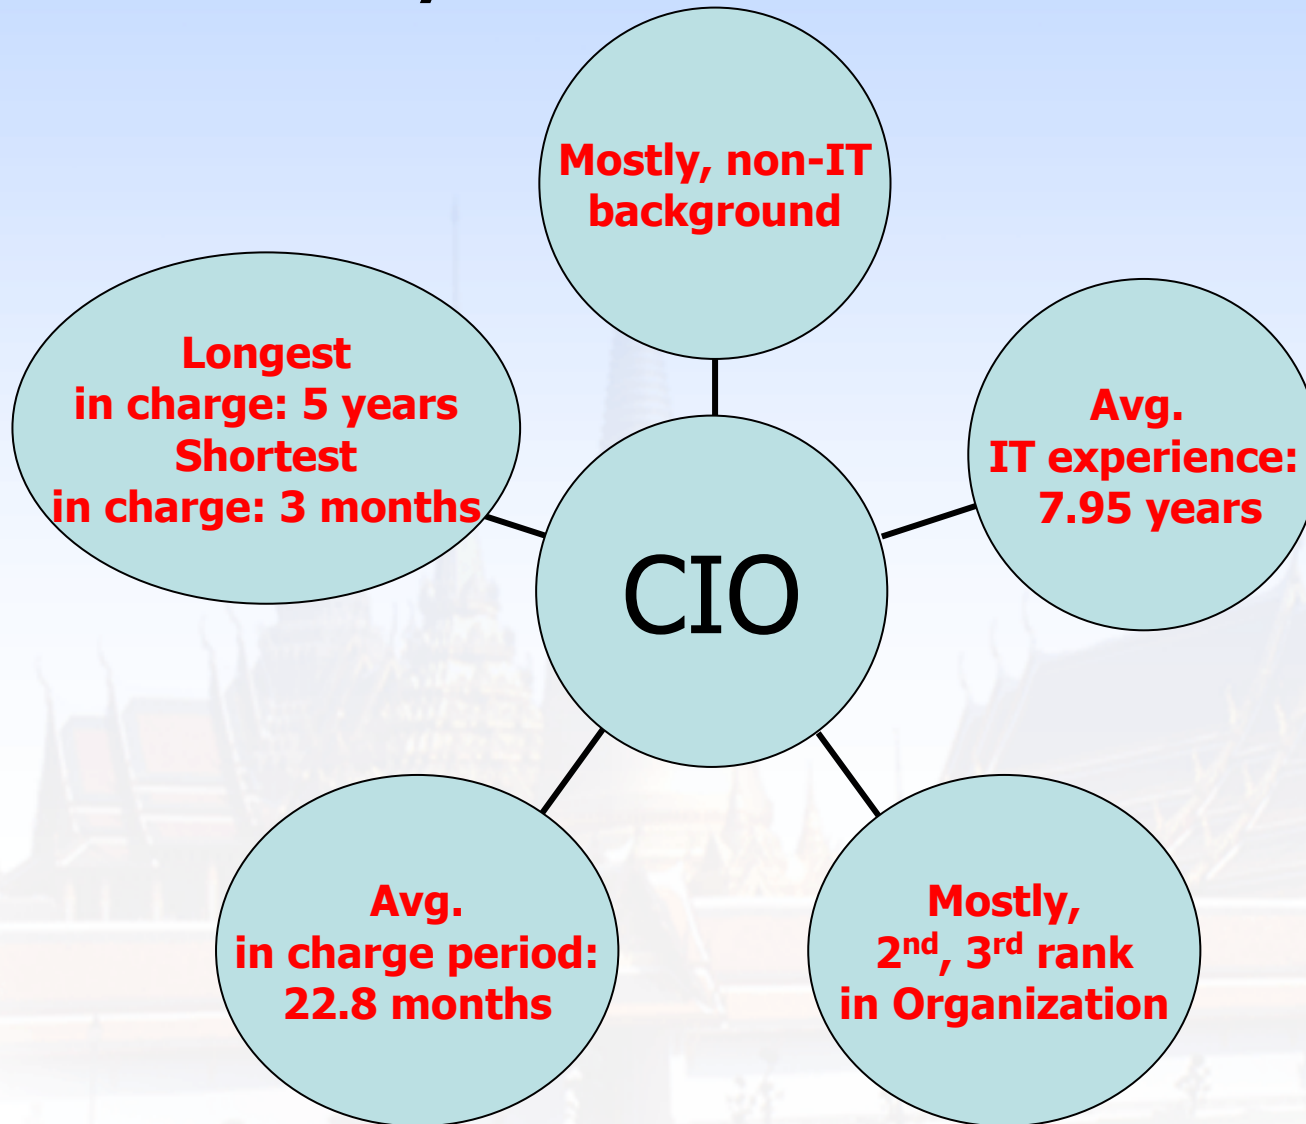 Mostly, non-IT
background
Longest
in charge: 5 years
Shortest
in charge: 3 months
Avg.
IT experience:
7.95 years
CIO
Avg.
in charge period:
22.8 months
Mostly,
2nd, 3rd rank
in Organization